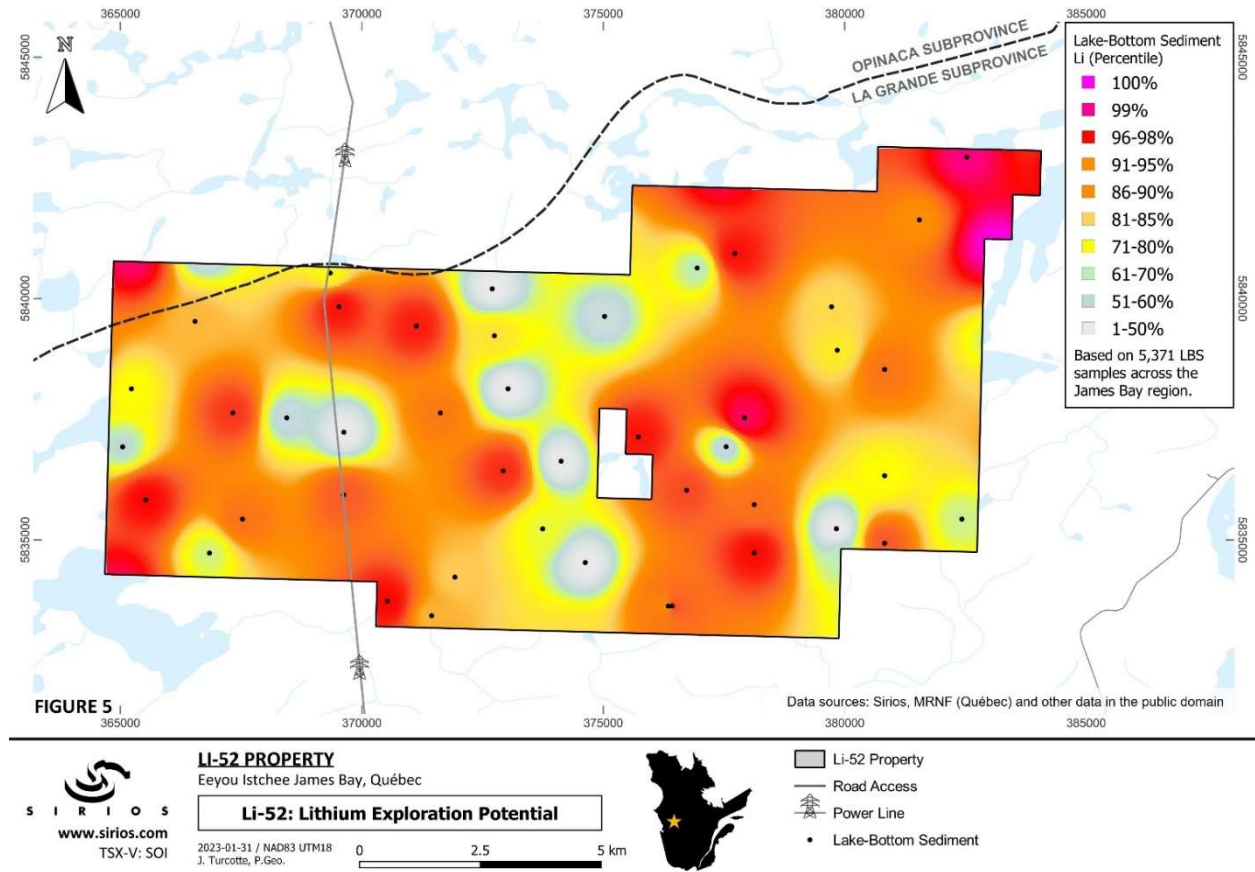 365000 370000 375000 380000 385000
5845000 5845000
N
OPINACA SUBPROVINCE
LA GRANDE SUBPROVINCE
Lake-Bottom Sediment
Li (Percentile)
100%
99%
96-98%
91-95%
86-90%
81-85%
71-80%
61-70%
51-60%
1-50%
Based on 5,371 LBS
samples across the
James Bay region.
5840000 5840000
5835000 5835000
FIGURE 5
Data sources: Sirios, MRNF (Québec) and other data in the public domain
365000 370000 375000 380000 385000
SIRIOS
www.sirios.com
TSX-V: SOI
LI-52 PROPERTY
Eeyou Istchee James Bay, Québec
Li-52: Lithium Exploration Potential
2023-01-31 / NAD83 UTM18
J. Turcotte, P.Geo.
0 2.5 5 km
Li-52 Property
Road Access
Power Line
Lake-Bottom Sediment